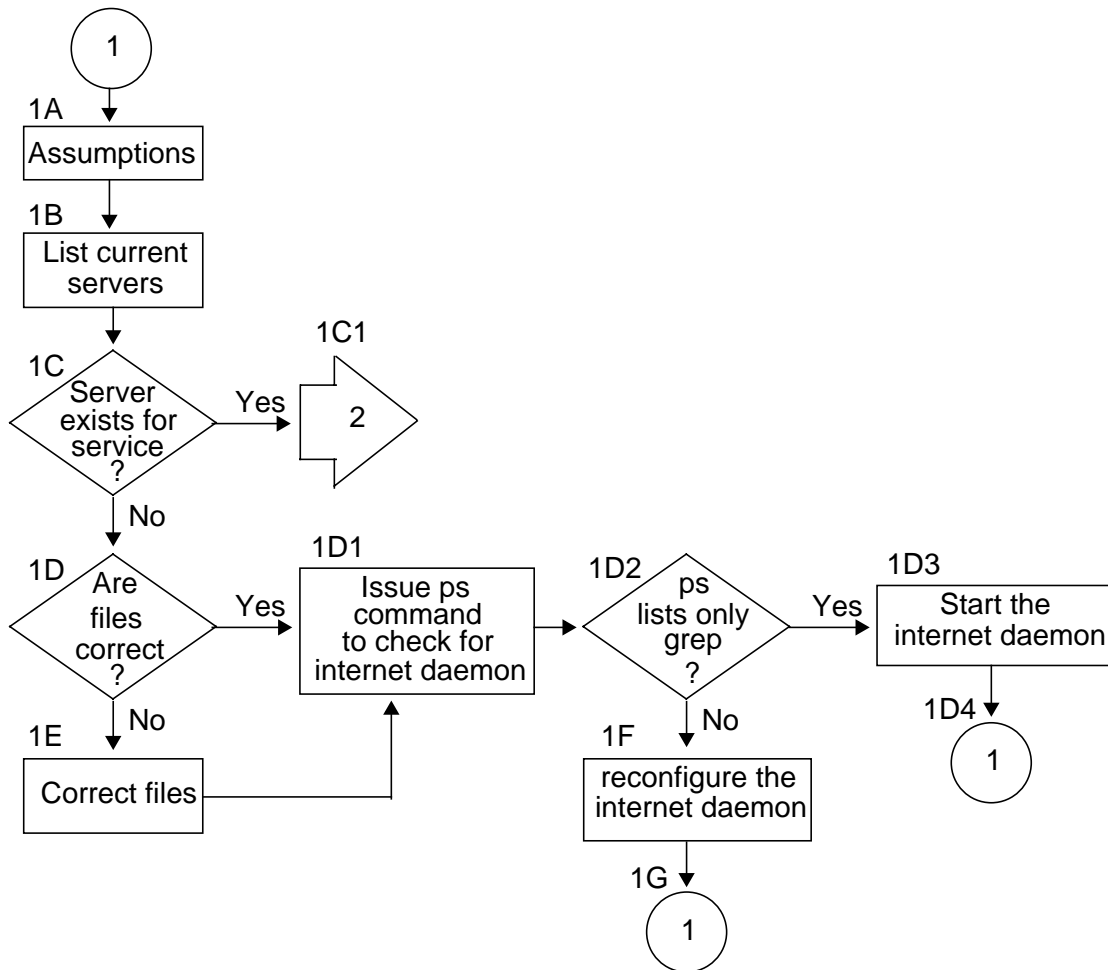 1
1A
Assumptions
1B
List current
servers
1C
Server
exists for
service
?
Yes
1C1
2
No
1D
Are
files
correct
?
Yes
1D1
Issue ps
command
to check for
internet daemon
1D2
ps
lists only
grep
?
Yes
1D3
Start the
internet daemon
1D4
1
No
1E
Correct files
No
1F
reconfigure the
internet daemon
1G
1